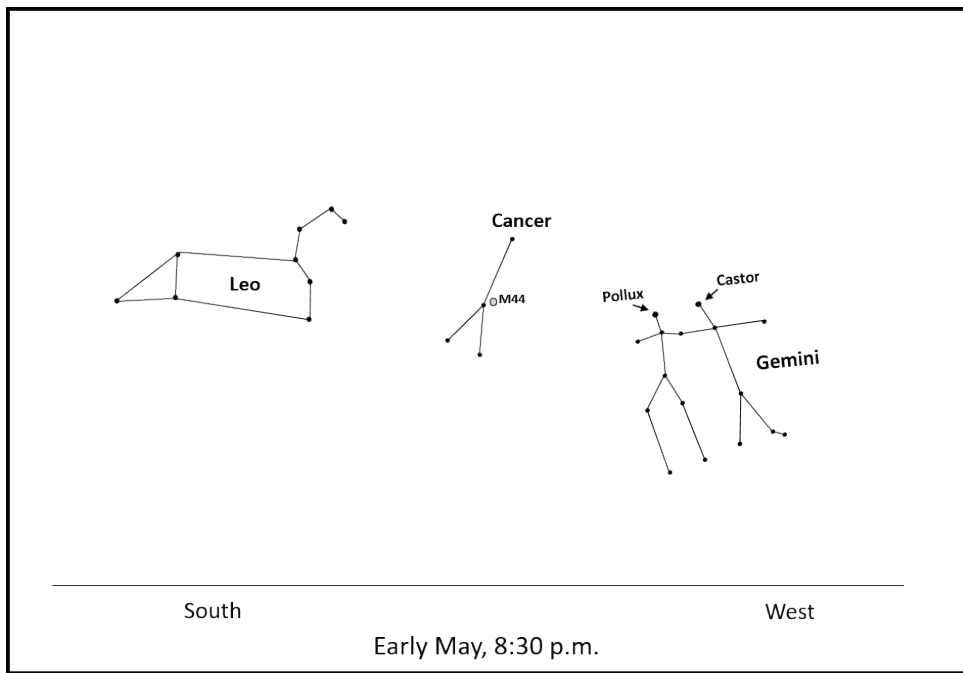 Cancer
Leo
M44
Castor
Pollux
Gemini
South
West
Early May, 8:30 p.m.